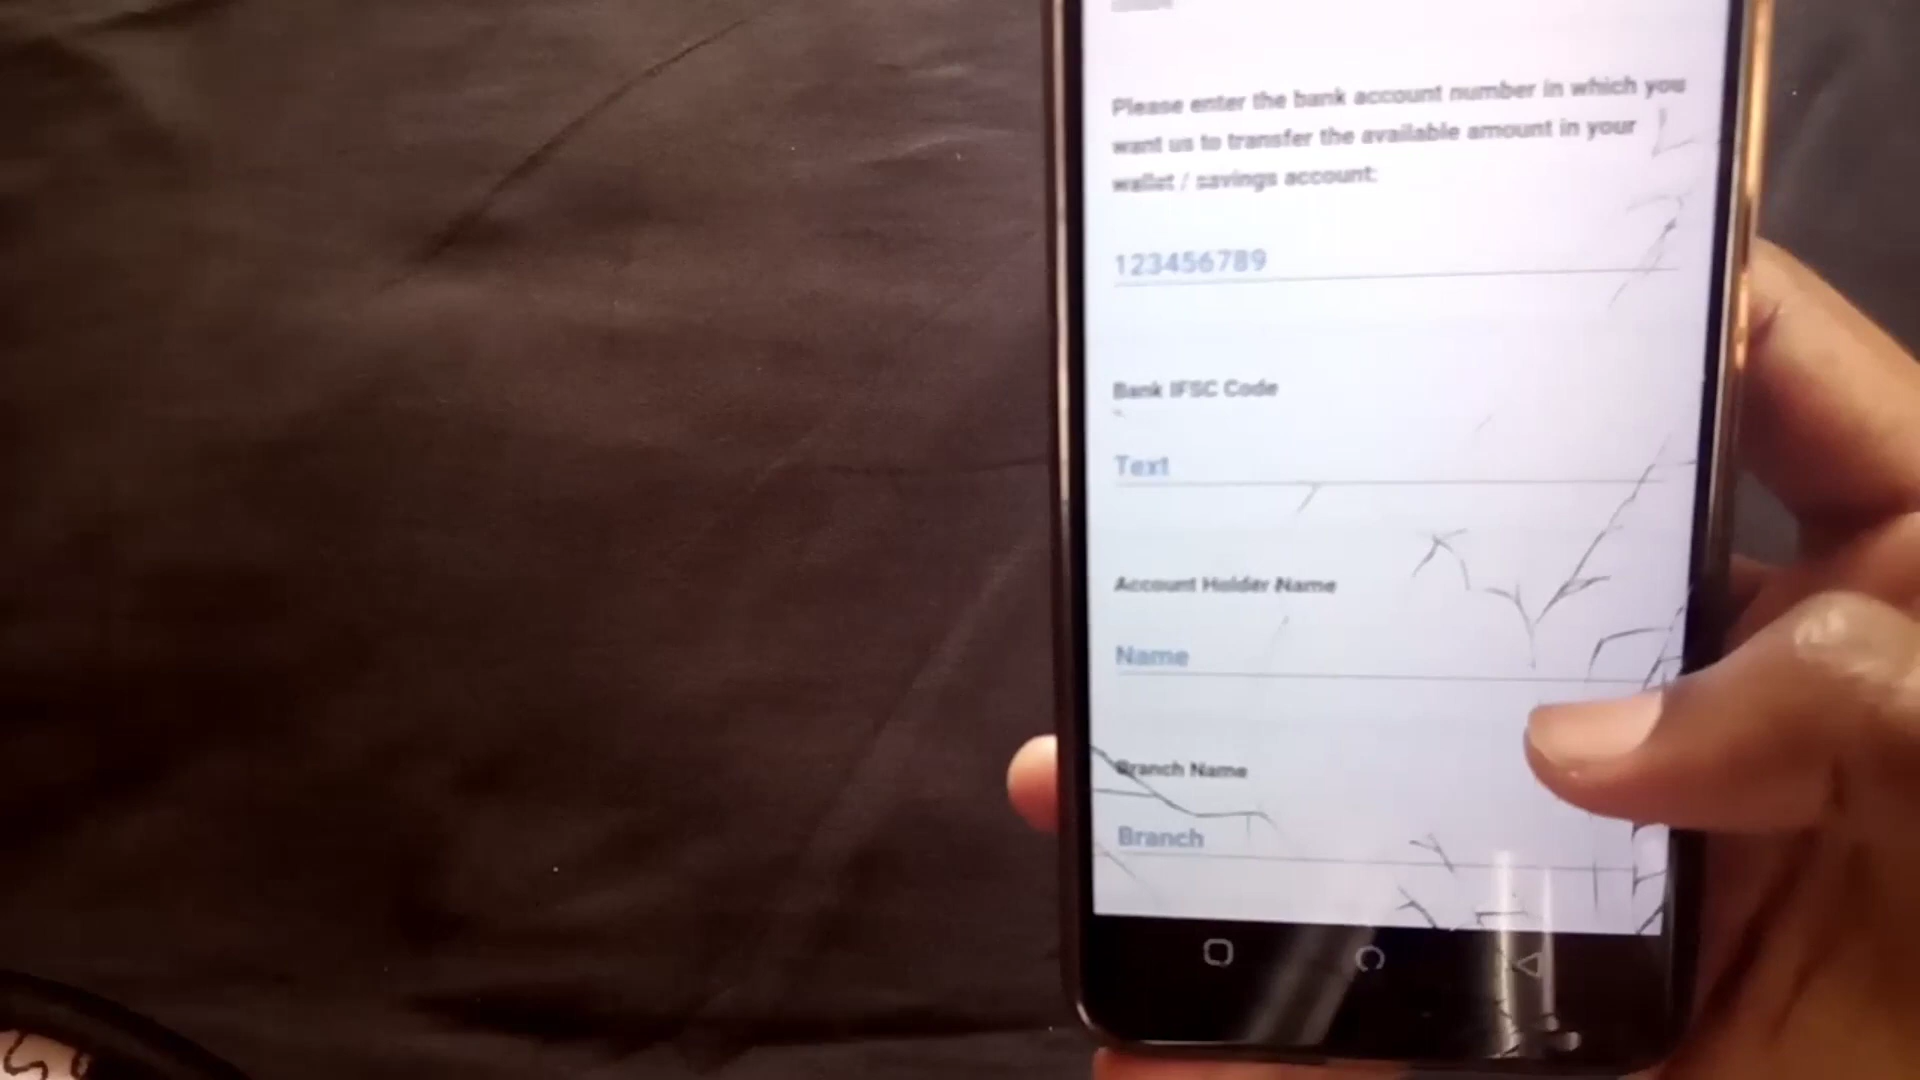 Please enter the bank account number in which you
want us to transfer the available amount in your
wallet / savings account:
123456789
Bank IFSC Code
Text
Account Holder Name
Name
Branch Name
Branch